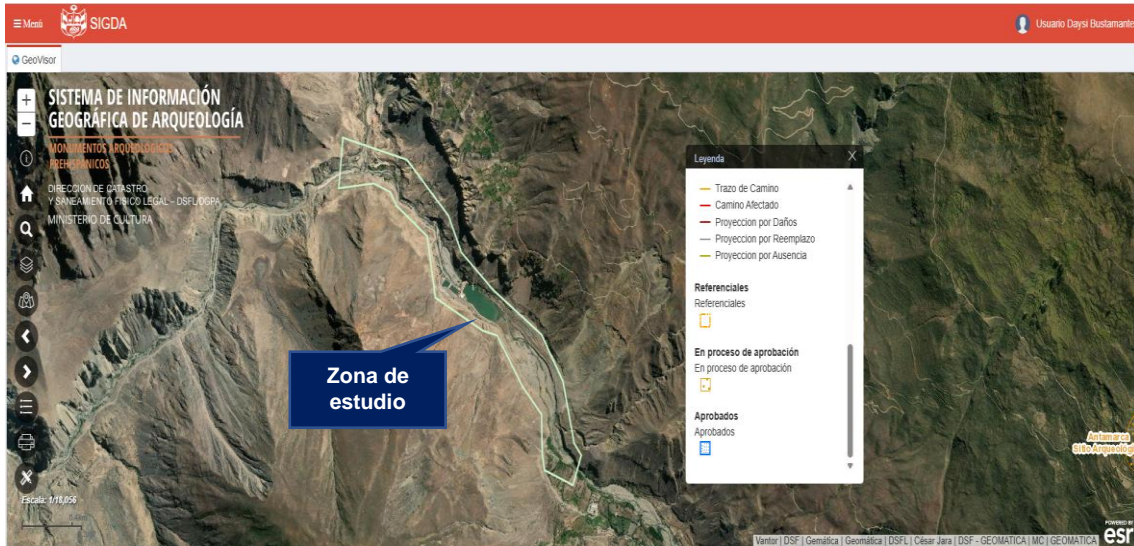 Menú
SIGDA
Usuario Daysi Bustamante
GeoVisor
SISTEMA DE INFORMACIÓN
GEOGRÁFICA DE ARQUEOLOGÍA
MONUMENTOS ARQUEOLÓGICOS
PREHISPÁNICOS
DIRECCION DE CATASTRO
Y SANEAMIENTO FÍSICO LEGAL - DSFL/DGPA
MINISTERIO DE CULTURA
Leyenda
X
Trazo de Camino
Camino Afectado
Proyeccion por Daños
Proyeccion por Reemplazo
Proyeccion por Ausencia
Referenciales
Referenciales
En proceso de aprobación
En proceso de aprobación
Aprobados
Aprobados
Zona de
estudio
Antamarca
Sitio Arqueológi
Escala: 1/18,056
POWERED BY
esri
Vantor | DSF | Gemática | Geomática | DSFL | César Jara | DSF - GEOMATICA | MC | GEOMATICA